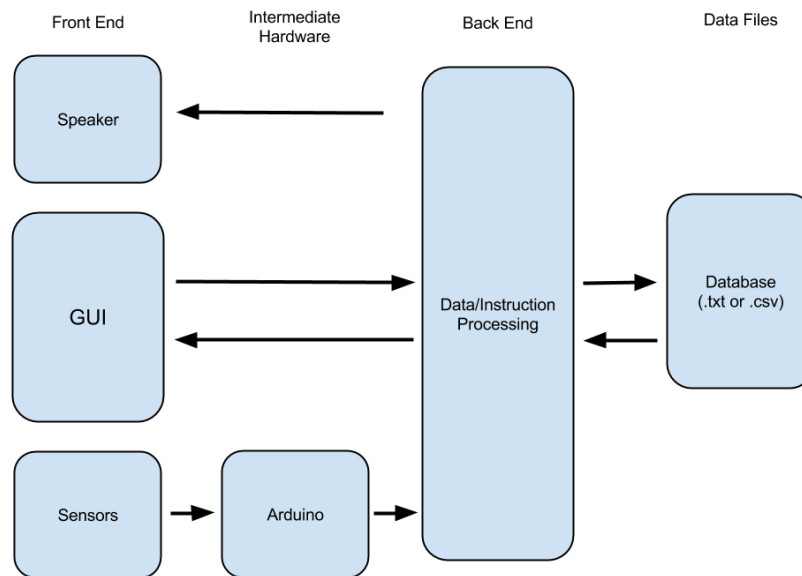 Front End
Intermediate
Hardware
Back End
Data Files
Speaker
GUI
Data/Instruction
Processing
Database
(.txt or .csv)
Sensors
Arduino